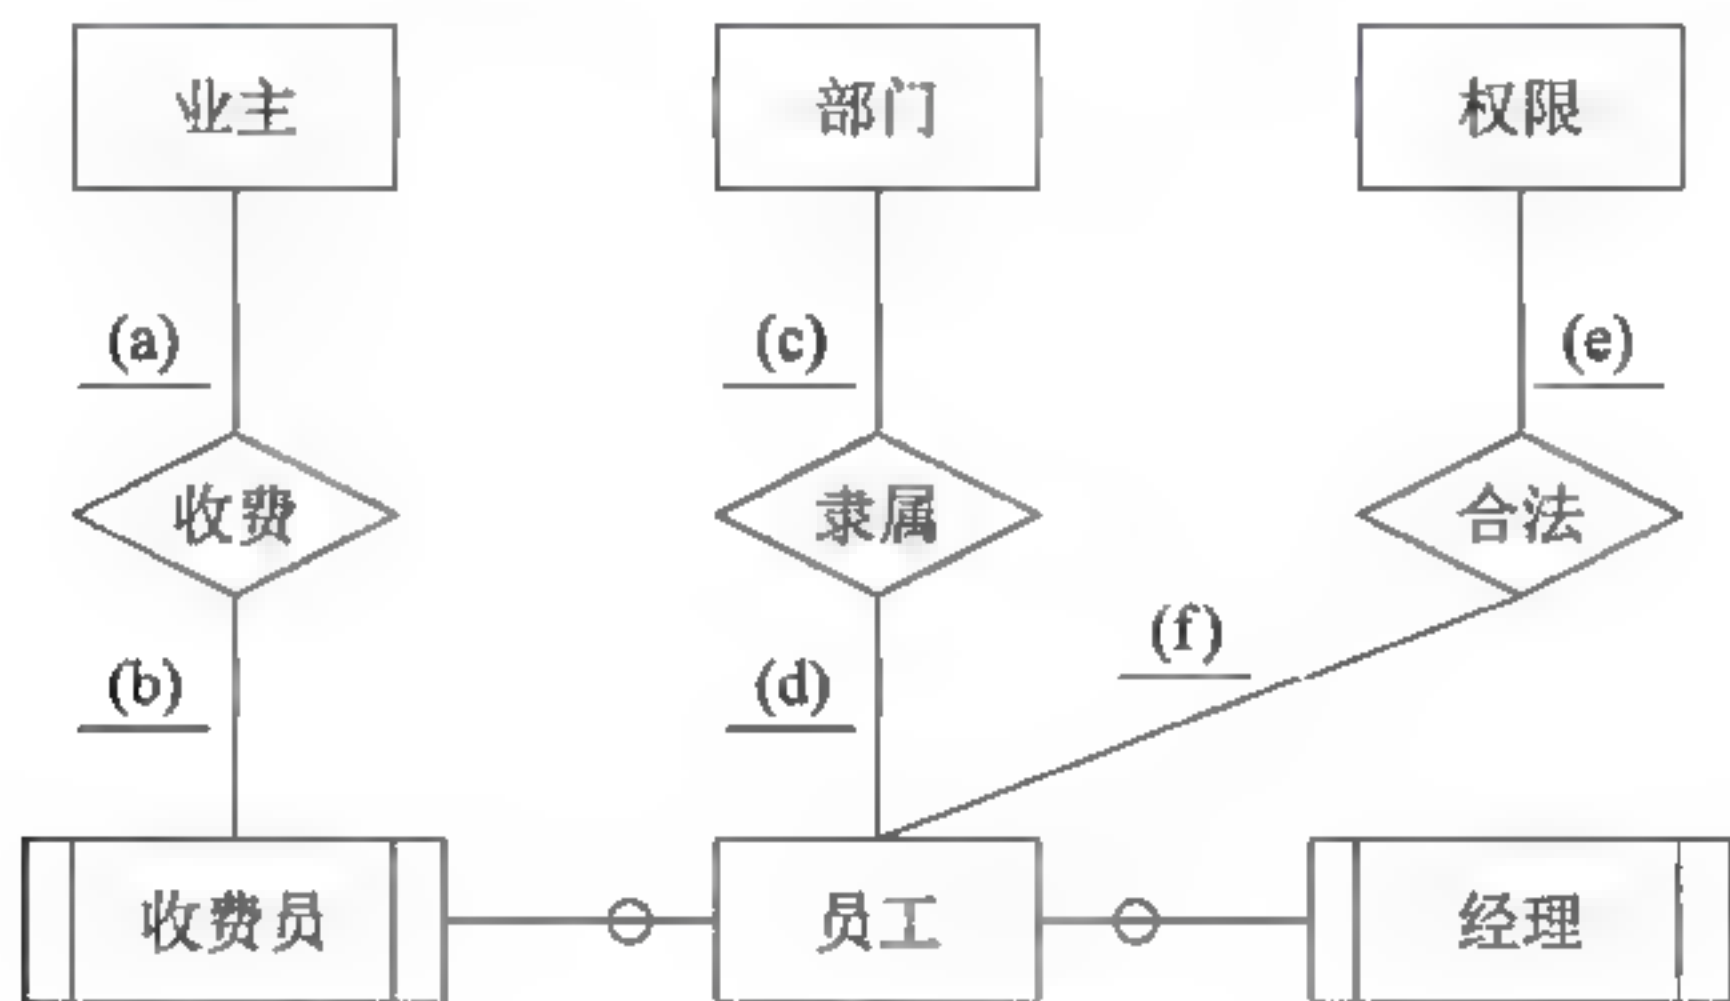 业主 部门 权限
(a) (c) (e)
收费 隶属 合法
(f)
(b) (d)
收费员 员工 经理